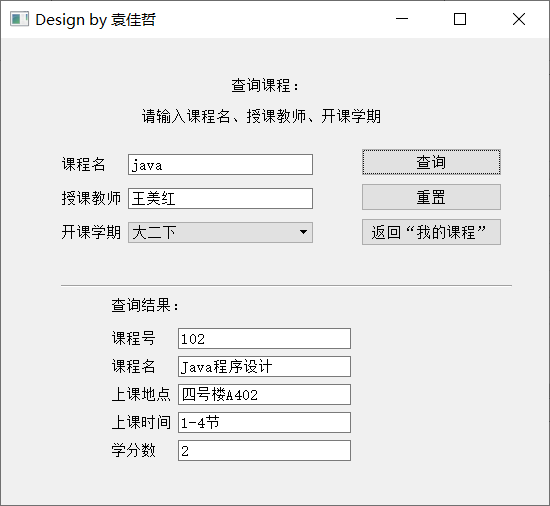 Design by 袁佳哲
查询课程：
请输入课程名、授课教师、开课学期
课程名 java 查询
授课教师 王美红 重置
开课学期 大二下 返回“我的课程”
查询结果：
课程号 102
课程名 Java程序设计
上课地点 四号楼A402
上课时间 1-4节
学分数 2